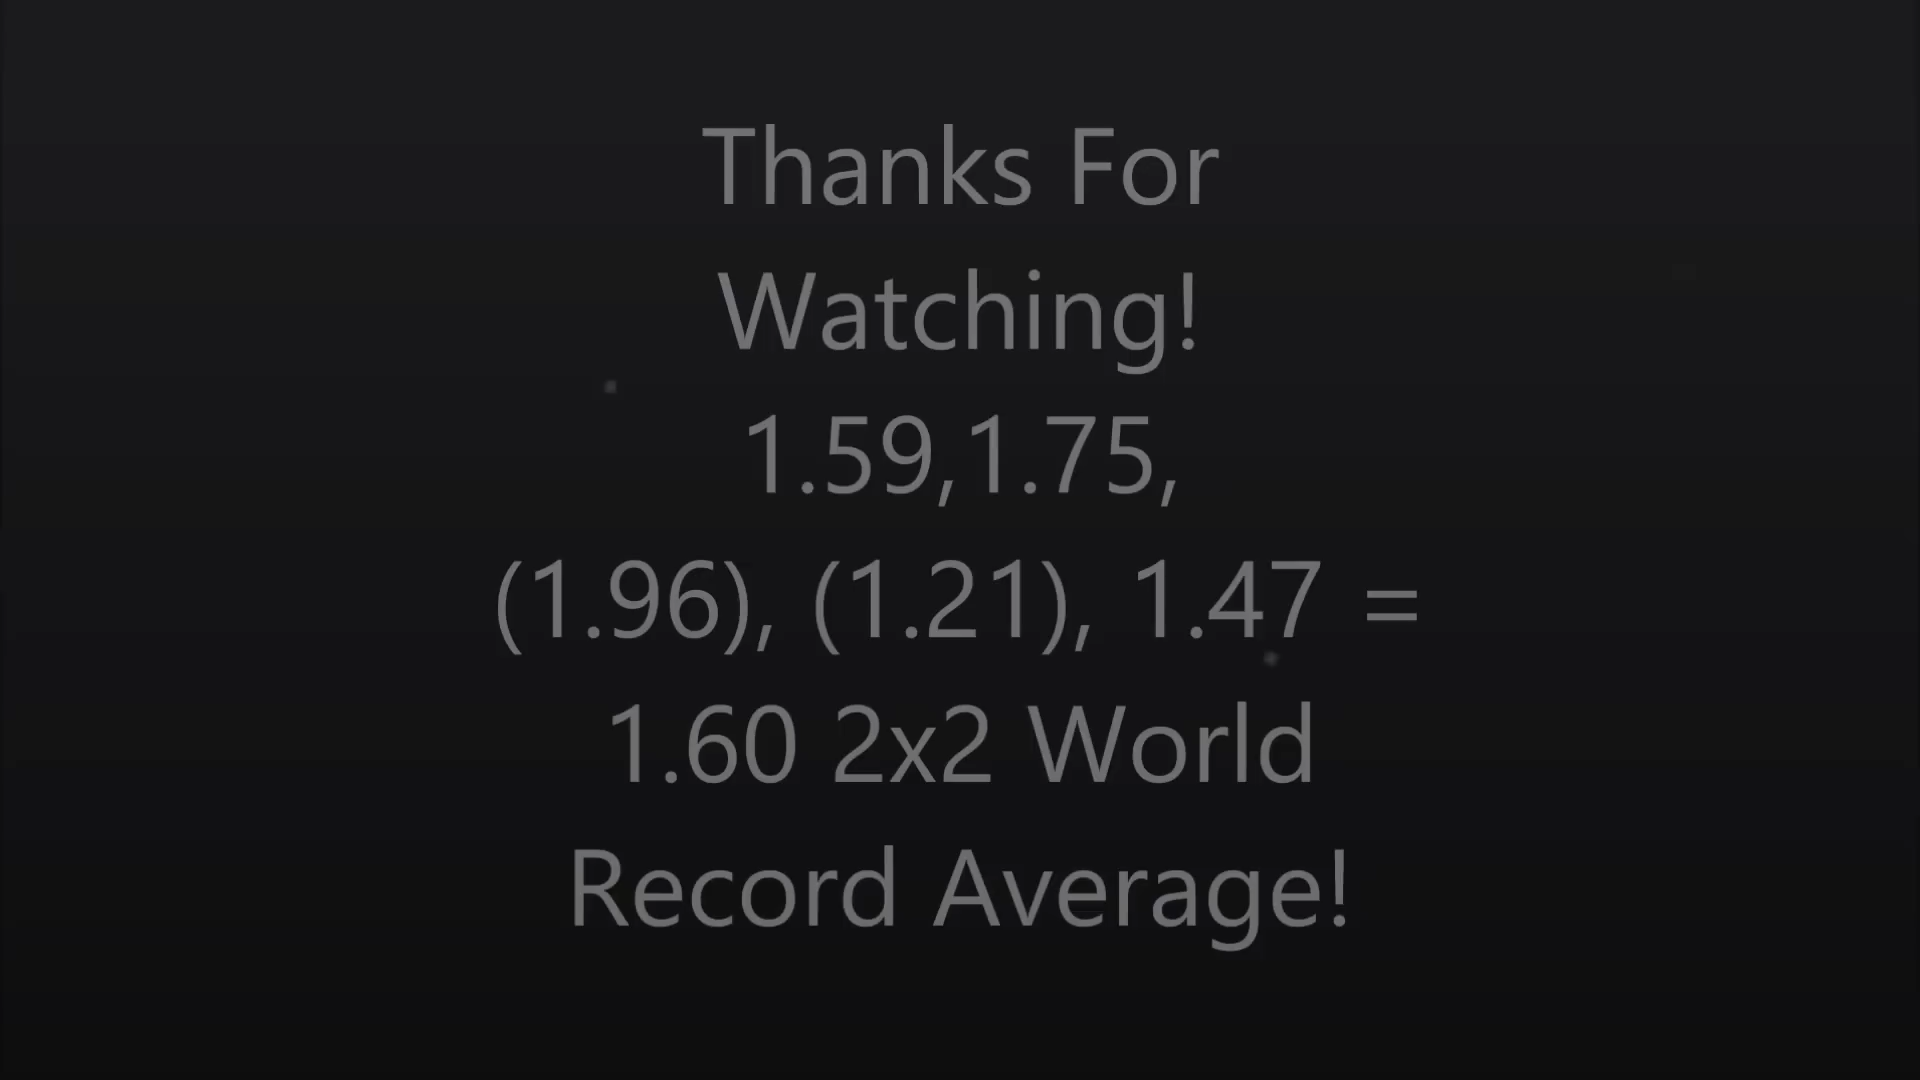 Thanks For
Watching!
1.59,1.75,
(1.96), (1.21), 1.47 =
1.60 2x2 World
Record Average!